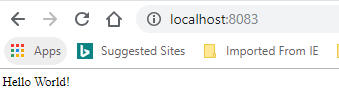 localhost:8083
Apps Suggested Sites Imported From IE
Hello World!